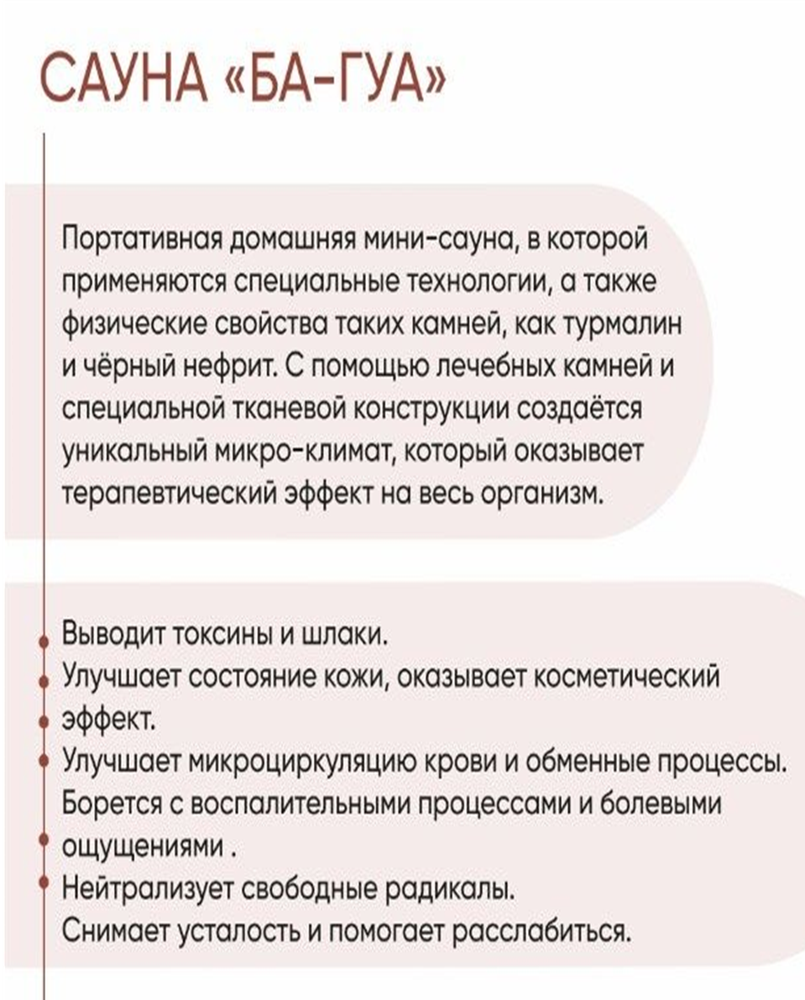 САУНА «БА-ГУА»
Портативная домашняя мини-сауна, в которой
применяются специальные технологии, а также
физические свойства таких камней, как турмалин
и чёрный нефрит. С помощью лечебных камней и
специальной тканевой конструкции создаётся
уникальный микро-климат, который оказывает
терапевтический эффект на весь организм.
Выводит токсины и шлаки.
Улучшает состояние кожи, оказывает косметический
эффект.
Улучшает микроциркуляцию крови и обменные процессы.
Борется с воспалительными процессами и болевыми
ощущениями .
Нейтрализует свободные радикалы.
Снимает усталость и помогает расслабиться.